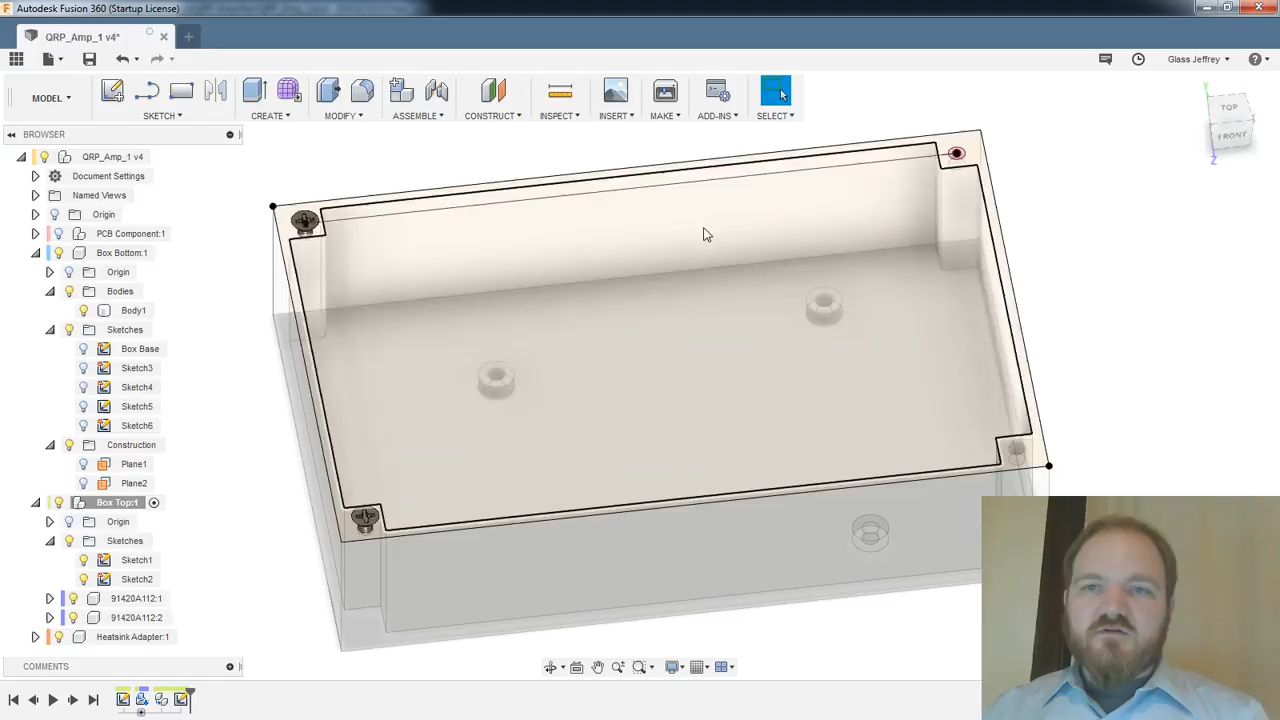 Autodesk Fusion 360 (Startup License)
QRP_Amp_1 v4*
Glass Jeffrey
MODEL
SKETCH
CREATE
MODIFY
ASSEMBLE
CONSTRUCT
INSPECT
INSERT
MAKE
ADD-INS
SELECT
BROWSER
QRP_Amp_1 v4
Document Settings
Named Views
Origin
PCB Component:1
Box Bottom:1
Origin
Bodies
Body1
Sketches
Box Base
Sketch3
Sketch4
Sketch5
Sketch6
Construction
Plane1
Plane2
Box Top:1
Origin
Sketches
Sketch1
Sketch2
91420A112:1
91420A112:2
Heatsink Adapter:1
COMMENTS
Y
TOP
FRONT
Z